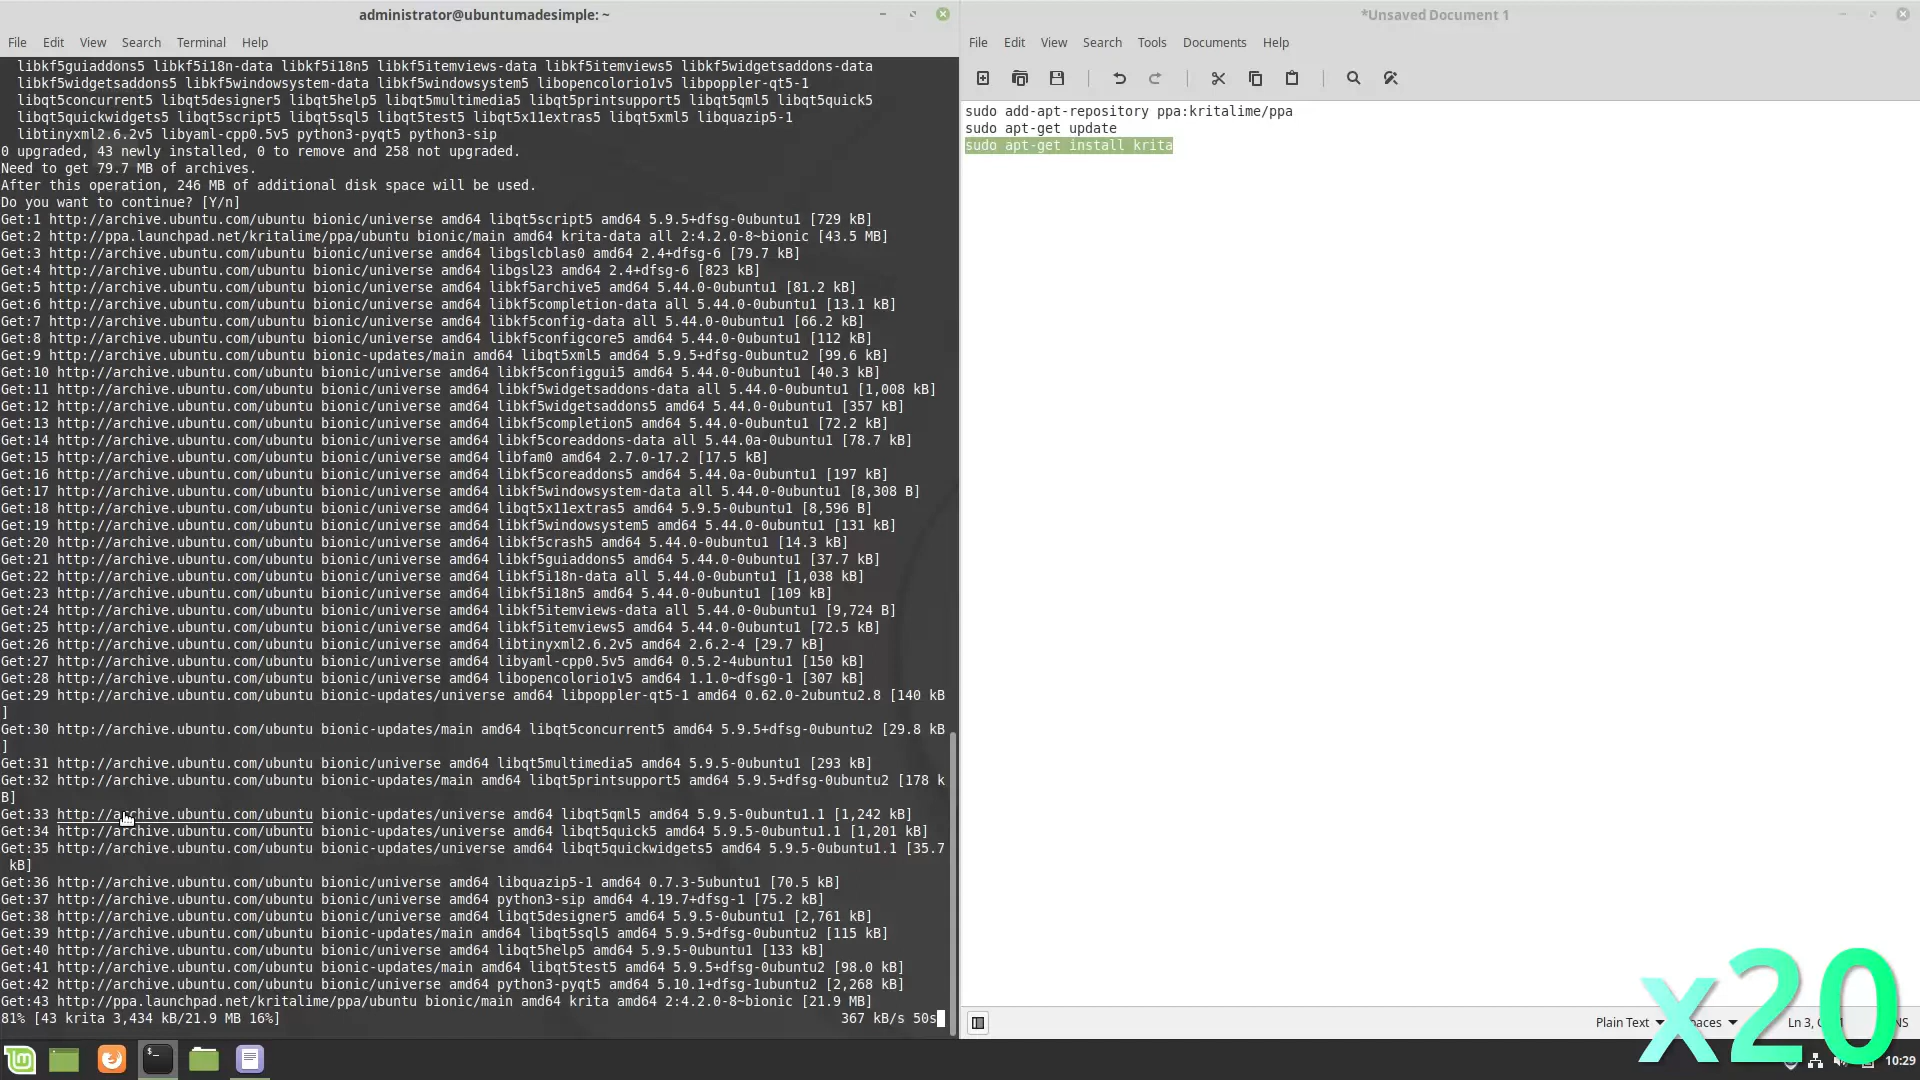 administrator@ubuntumadesimple: ~
File Edit View Search Terminal Help
libkf5guiaddons5 libkf5i18n-data libkf5i18n5 libkf5itemviews-data libkf5itemviews5 libkf5widgetsaddons-data
libkf5widgetsaddons5 libkf5windowsystem-data libkf5windowsystem5 libopencolorio1v5 libpoppler-qt5-1
libqt5concurrent5 libqt5designer5 libqt5help5 libqt5multimedia5 libqt5printsupport5 libqt5qml5 libqt5quick5
libqt5quickwidgets5 libqt5script5 libqt5sql5 libqt5test5 libqt5x11extras5 libqt5xml5 libquazip5-1
libtinyxml2.6.2v5 libyaml-cpp0.5v5 python3-pyqt5 python3-sip
0 upgraded, 43 newly installed, 0 to remove and 258 not upgraded.
Need to get 79.7 MB of archives.
After this operation, 246 MB of additional disk space will be used.
Do you want to continue? [Y/n]
Get:1 http://archive.ubuntu.com/ubuntu bionic/universe amd64 libqt5script5 amd64 5.9.5+dfsg-0ubuntu1 [729 kB]
Get:2 http://ppa.launchpad.net/kritalime/ppa/ubuntu bionic/main amd64 krita-data all 2:4.2.0-8~bionic [43.5 MB]
Get:3 http://archive.ubuntu.com/ubuntu bionic/universe amd64 libgslcblas0 amd64 2.4+dfsg-6 [79.7 kB]
Get:4 http://archive.ubuntu.com/ubuntu bionic/universe amd64 libgsl23 amd64 2.4+dfsg-6 [823 kB]
Get:5 http://archive.ubuntu.com/ubuntu bionic/universe amd64 libkf5archive5 amd64 5.44.0-0ubuntu1 [81.2 kB]
Get:6 http://archive.ubuntu.com/ubuntu bionic/universe amd64 libkf5completion-data all 5.44.0-0ubuntu1 [13.1 kB]
Get:7 http://archive.ubuntu.com/ubuntu bionic/universe amd64 libkf5config-data all 5.44.0-0ubuntu1 [66.2 kB]
Get:8 http://archive.ubuntu.com/ubuntu bionic/universe amd64 libkf5configcore5 amd64 5.44.0-0ubuntu1 [112 kB]
Get:9 http://archive.ubuntu.com/ubuntu bionic-updates/main amd64 libqt5xml5 amd64 5.9.5+dfsg-0ubuntu2 [99.6 kB]
Get:10 http://archive.ubuntu.com/ubuntu bionic/universe amd64 libkf5configgui5 amd64 5.44.0-0ubuntu1 [40.3 kB]
Get:11 http://archive.ubuntu.com/ubuntu bionic/universe amd64 libkf5widgetsaddons-data all 5.44.0-0ubuntu1 [1,008 kB]
Get:12 http://archive.ubuntu.com/ubuntu bionic/universe amd64 libkf5widgetsaddons5 amd64 5.44.0-0ubuntu1 [357 kB]
Get:13 http://archive.ubuntu.com/ubuntu bionic/universe amd64 libkf5completion5 amd64 5.44.0-0ubuntu1 [72.2 kB]
Get:14 http://archive.ubuntu.com/ubuntu bionic/universe amd64 libkf5coreaddons-data all 5.44.0a-0ubuntu1 [78.7 kB]
Get:15 http://archive.ubuntu.com/ubuntu bionic/universe amd64 libfam0 amd64 2.7.0-17.2 [17.5 kB]
Get:16 http://archive.ubuntu.com/ubuntu bionic/universe amd64 libkf5coreaddons5 amd64 5.44.0a-0ubuntu1 [197 kB]
Get:17 http://archive.ubuntu.com/ubuntu bionic/universe amd64 libkf5windowsystem-data all 5.44.0-0ubuntu1 [8,308 B]
Get:18 http://archive.ubuntu.com/ubuntu bionic/universe amd64 libqt5x11extras5 amd64 5.9.5-0ubuntu1 [8,596 B]
Get:19 http://archive.ubuntu.com/ubuntu bionic/universe amd64 libkf5windowsystem5 amd64 5.44.0-0ubuntu1 [131 kB]
Get:20 http://archive.ubuntu.com/ubuntu bionic/universe amd64 libkf5crash5 amd64 5.44.0-0ubuntu1 [14.3 kB]
Get:21 http://archive.ubuntu.com/ubuntu bionic/universe amd64 libkf5guiaddons5 amd64 5.44.0-0ubuntu1 [37.7 kB]
Get:22 http://archive.ubuntu.com/ubuntu bionic/universe amd64 libkf5i18n-data all 5.44.0-0ubuntu1 [1,038 kB]
Get:23 http://archive.ubuntu.com/ubuntu bionic/universe amd64 libkf5i18n5 amd64 5.44.0-0ubuntu1 [109 kB]
Get:24 http://archive.ubuntu.com/ubuntu bionic/universe amd64 libkf5itemviews-data all 5.44.0-0ubuntu1 [9,724 B]
Get:25 http://archive.ubuntu.com/ubuntu bionic/universe amd64 libkf5itemviews5 amd64 5.44.0-0ubuntu1 [72.5 kB]
Get:26 http://archive.ubuntu.com/ubuntu bionic/universe amd64 libtinyxml2.6.2v5 amd64 2.6.2-4 [29.7 kB]
Get:27 http://archive.ubuntu.com/ubuntu bionic/universe amd64 libyaml-cpp0.5v5 amd64 0.5.2-4ubuntu1 [150 kB]
Get:28 http://archive.ubuntu.com/ubuntu bionic/universe amd64 libopencolorio1v5 amd64 1.1.0~dfsg0-1 [307 kB]
Get:29 http://archive.ubuntu.com/ubuntu bionic-updates/universe amd64 libpoppler-qt5-1 amd64 0.62.0-2ubuntu2.8 [140 kB
]
Get:30 http://archive.ubuntu.com/ubuntu bionic-updates/main amd64 libqt5concurrent5 amd64 5.9.5+dfsg-0ubuntu2 [29.8 kB
]
Get:31 http://archive.ubuntu.com/ubuntu bionic/universe amd64 libqt5multimedia5 amd64 5.9.5-0ubuntu1 [293 kB]
Get:32 http://archive.ubuntu.com/ubuntu bionic-updates/main amd64 libqt5printsupport5 amd64 5.9.5+dfsg-0ubuntu2 [178 k
B]
Get:33 http://archive.ubuntu.com/ubuntu bionic-updates/universe amd64 libqt5qml5 amd64 5.9.5-0ubuntu1.1 [1,242 kB]
Get:34 http://archive.ubuntu.com/ubuntu bionic-updates/universe amd64 libqt5quick5 amd64 5.9.5-0ubuntu1.1 [1,201 kB]
Get:35 http://archive.ubuntu.com/ubuntu bionic-updates/universe amd64 libqt5quickwidgets5 amd64 5.9.5-0ubuntu1.1 [35.7
kB]
Get:36 http://archive.ubuntu.com/ubuntu bionic/universe amd64 libquazip5-1 amd64 0.7.3-5ubuntu1 [70.5 kB]
Get:37 http://archive.ubuntu.com/ubuntu bionic/universe amd64 python3-sip amd64 4.19.7+dfsg-1 [75.2 kB]
Get:38 http://archive.ubuntu.com/ubuntu bionic/universe amd64 libqt5designer5 amd64 5.9.5-0ubuntu1 [2,761 kB]
Get:39 http://archive.ubuntu.com/ubuntu bionic-updates/main amd64 libqt5sql5 amd64 5.9.5+dfsg-0ubuntu2 [115 kB]
Get:40 http://archive.ubuntu.com/ubuntu bionic/universe amd64 libqt5help5 amd64 5.9.5-0ubuntu1 [133 kB]
Get:41 http://archive.ubuntu.com/ubuntu bionic-updates/main amd64 libqt5test5 amd64 5.9.5+dfsg-0ubuntu2 [98.0 kB]
Get:42 http://archive.ubuntu.com/ubuntu bionic/universe amd64 python3-pyqt5 amd64 5.10.1+dfsg-1ubuntu2 [2,268 kB]
Get:43 http://ppa.launchpad.net/kritalime/ppa/ubuntu bionic/main amd64 krita amd64 2:4.2.0-8~bionic [21.9 MB]
81% [43 krita 3,434 kB/21.9 MB 16%] 367 kB/s 50s
*Unsaved Document 1
File Edit View Search Tools Documents Help
sudo add-apt-repository ppa:kritalime/ppa
sudo apt-get update
sudo apt-get install krita
Plain Text
Ln 3,
x20
10:29